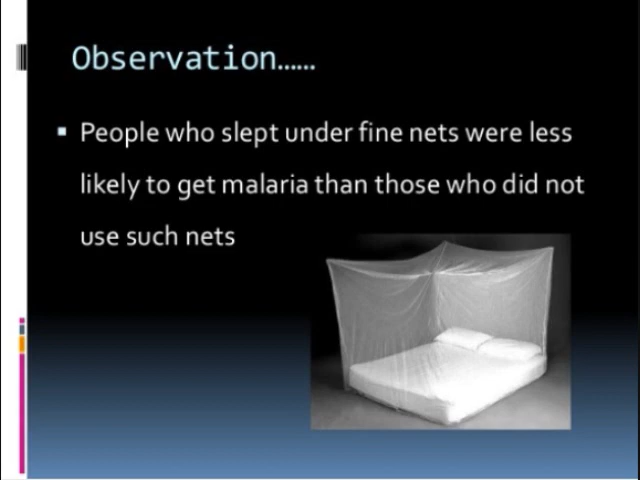 Observation......
People who slept under fine nets were less
likely to get malaria than those who did not
use such nets